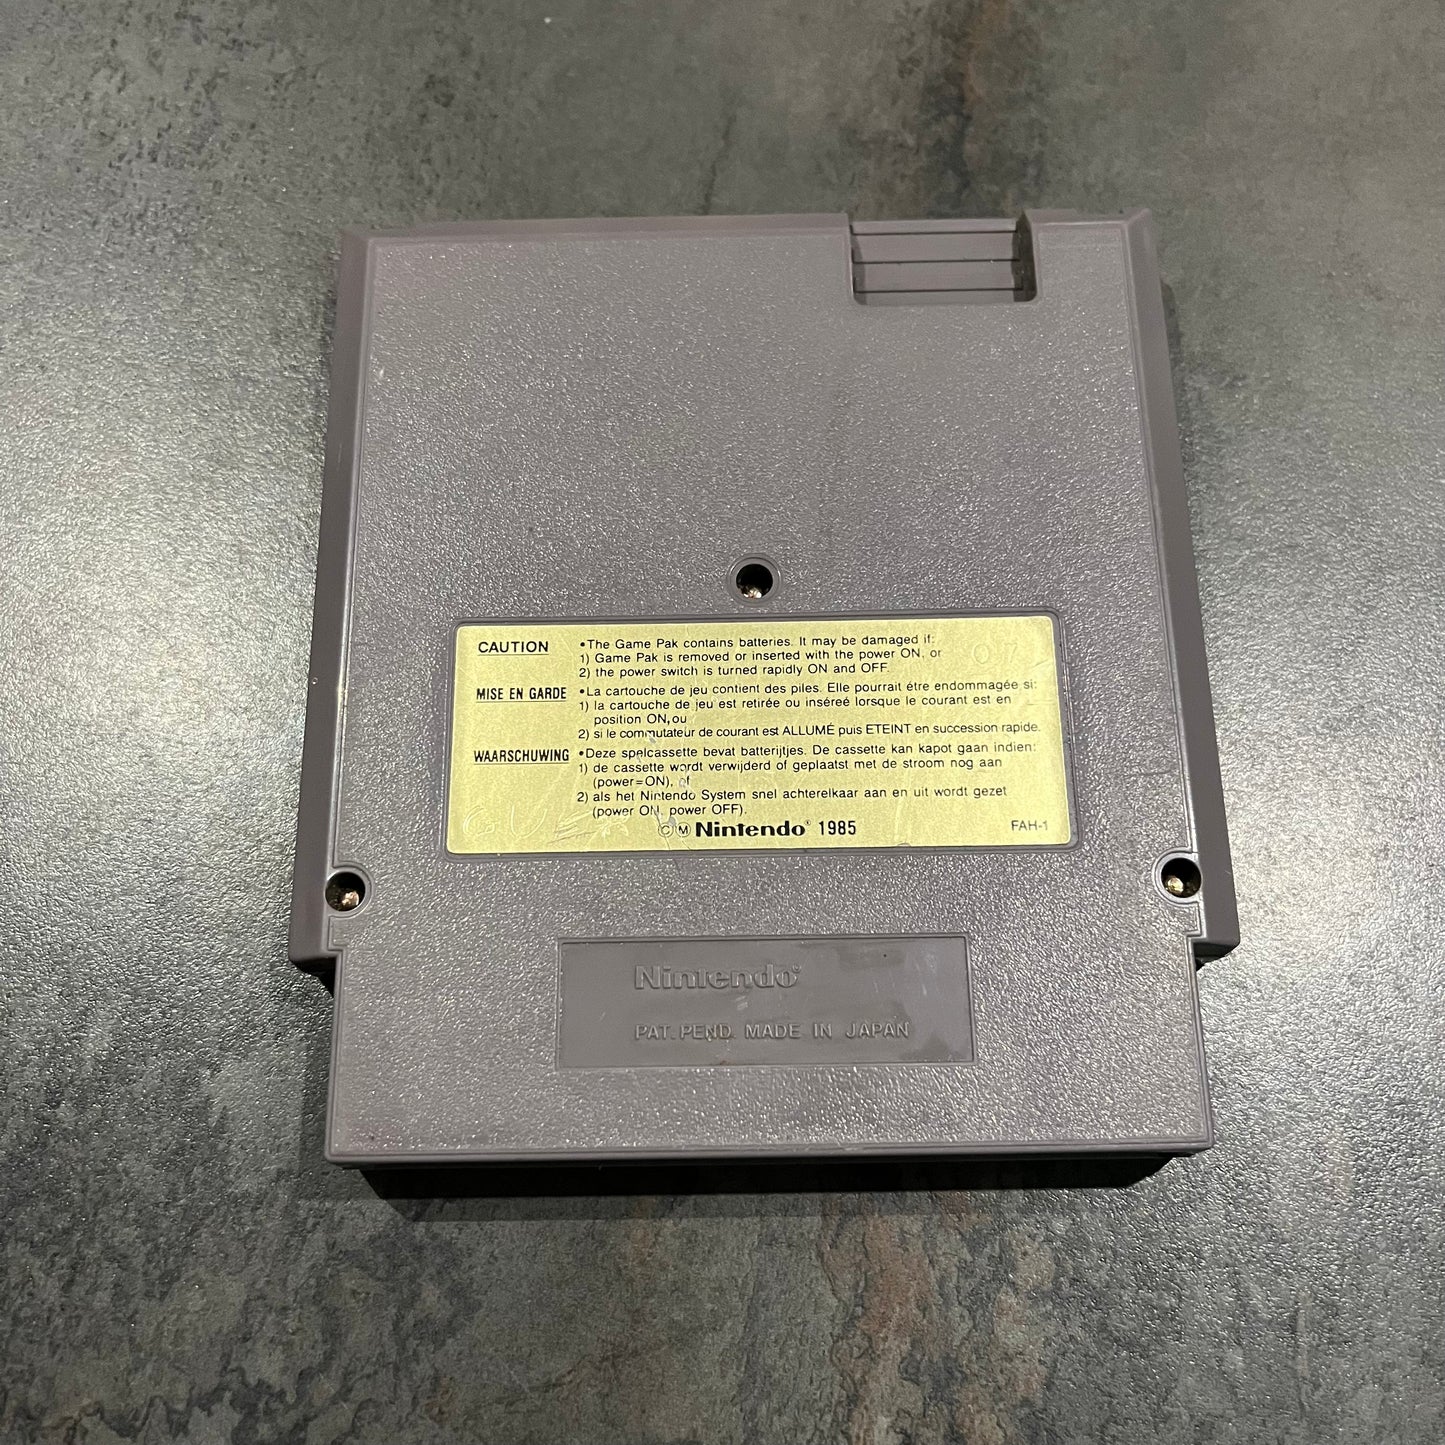 CAUTION •The Game Pak contains batteries. It may be damaged if:
1) Game Pak is removed or inserted with the power ON, or
2) the power switch is turned rapidly ON and OFF.
07
MISE EN GARDE •La cartouche de jeu contient des piles. Elle pourrait étre endommagée si:
1) la cartouche de jeu est retirée ou inséreé lorsque le courant est en
position ON, ou
2) si le commutateur de courant est ALLUMÉ puis ETEINT en succession rapide.
WAARSCHUWING •Deze spelcassette bevat batterijtjes. De cassette kan kapot gaan indien:
1) de cassette wordt verwijderd of geplaatst met de stroom nog aan
(power=ON), of
2) als het Nintendo System snel achterelkaar aan en uit wordt gezet
(power ON, power OFF).
©Ⓜ Nintendo® 1985 FAH-1
Nintendo®
PAT. PEND. MADE IN JAPAN